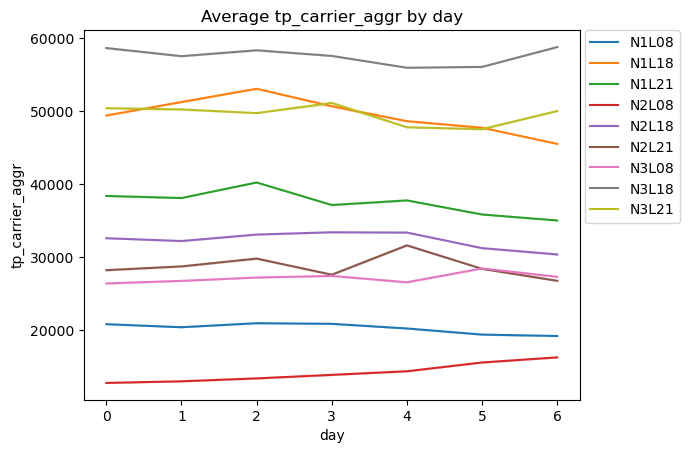 Average tp_carrier_aggr by day
60000
50000
40000
30000
20000
tp_carrier_aggr
0 1 2 3 4 5 6
day
N1L08
N1L18
N1L21
N2L08
N2L18
N2L21
N3L08
N3L18
N3L21